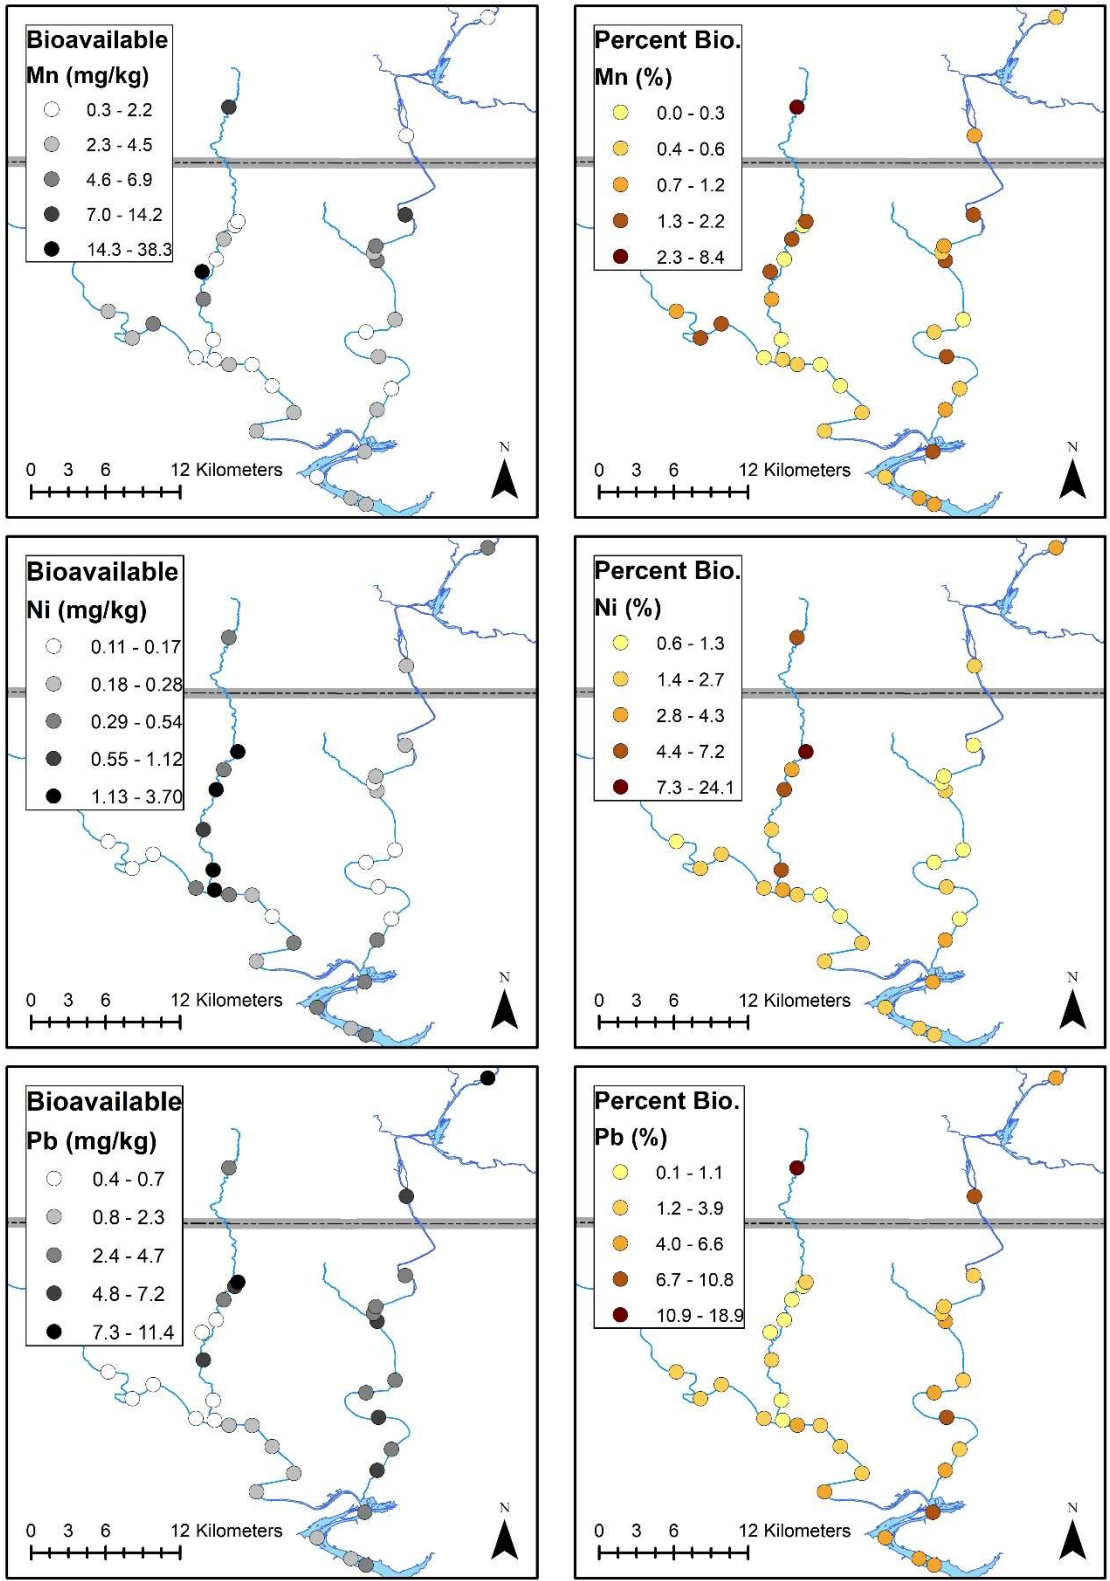 Bioavailable
Mn (mg/kg)
0.3 - 2.2
2.3 - 4.5
4.6 - 6.9
7.0 - 14.2
14.3 - 38.3
N
0 3 6 12 Kilometers
Percent Bio.
Mn (%)
0.0 - 0.3
0.4 - 0.6
0.7 - 1.2
1.3 - 2.2
2.3 - 8.4
N
0 3 6 12 Kilometers
Bioavailable
Ni (mg/kg)
0.11 - 0.17
0.18 - 0.28
0.29 - 0.54
0.55 - 1.12
1.13 - 3.70
N
0 3 6 12 Kilometers
Percent Bio.
Ni (%)
0.6 - 1.3
1.4 - 2.7
2.8 - 4.3
4.4 - 7.2
7.3 - 24.1
N
0 3 6 12 Kilometers
Bioavailable
Pb (mg/kg)
0.4 - 0.7
0.8 - 2.3
2.4 - 4.7
4.8 - 7.2
7.3 - 11.4
N
0 3 6 12 Kilometers
Percent Bio.
Pb (%)
0.1 - 1.1
1.2 - 3.9
4.0 - 6.6
6.7 - 10.8
10.9 - 18.9
N
0 3 6 12 Kilometers